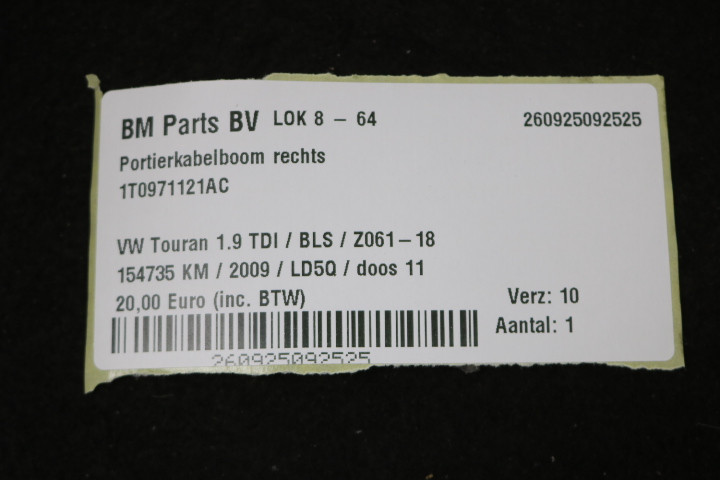 BM Parts BV LOK 8 - 64 260925092525
Portierkabelboom rechts
1T0971121AC
VW Touran 1.9 TDI / BLS / Z061-18
154735 KM / 2009 / LD5Q / doos 11
20,00 Euro (inc. BTW) Verz: 10
Aantal: 1
260925092525